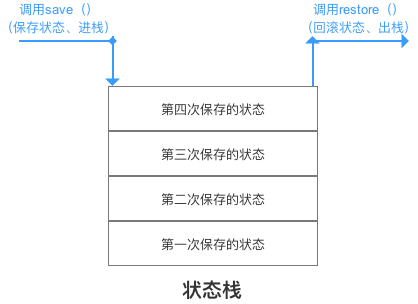 调用save（）
（保存状态、进栈）
调用restore（）
（回滚状态、出栈）
第四次保存的状态
第三次保存的状态
第二次保存的状态
第一次保存的状态
状态栈